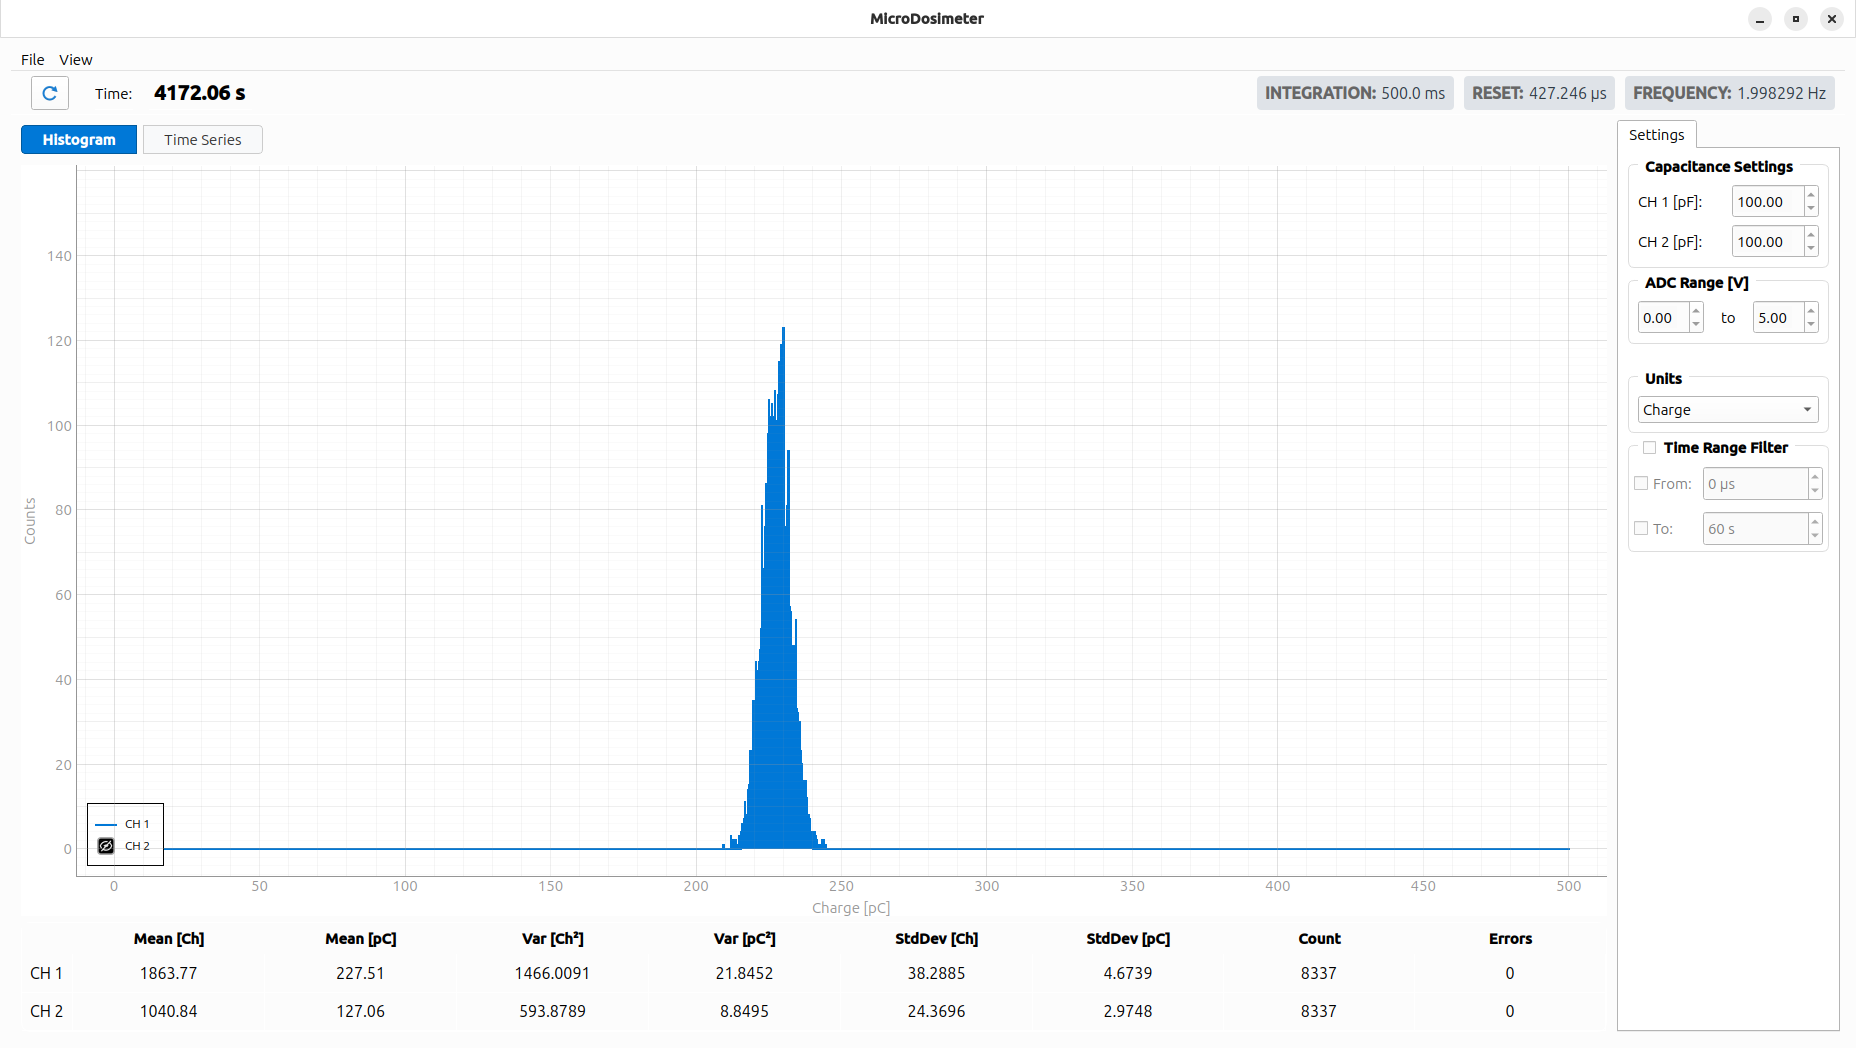 MicroDosimeter
File View
Time: 4172.06 s
INTEGRATION: 500.0 ms RESET: 427.246 µs FREQUENCY: 1.998292 Hz
Histogram Time Series
Settings
Capacitance Settings
CH 1 [pF]: 100.00
CH 2 [pF]: 100.00
ADC Range [V]
0.00 to 5.00
Units
Charge
Time Range Filter
From: 0 µs
To: 60 s
140
120
100
80
60
40
20
0
Counts
CH 1
CH 2
0 50 100 150 200 250 300 350 400 450 500
Charge [pC]
Mean [Ch] Mean [pC] Var [Ch²] Var [pC²] StdDev [Ch] StdDev [pC] Count Errors
CH 1 1863.77 227.51 1466.0091 21.8452 38.2885 4.6739 8337 0
CH 2 1040.84 127.06 593.8789 8.8495 24.3696 2.9748 8337 0